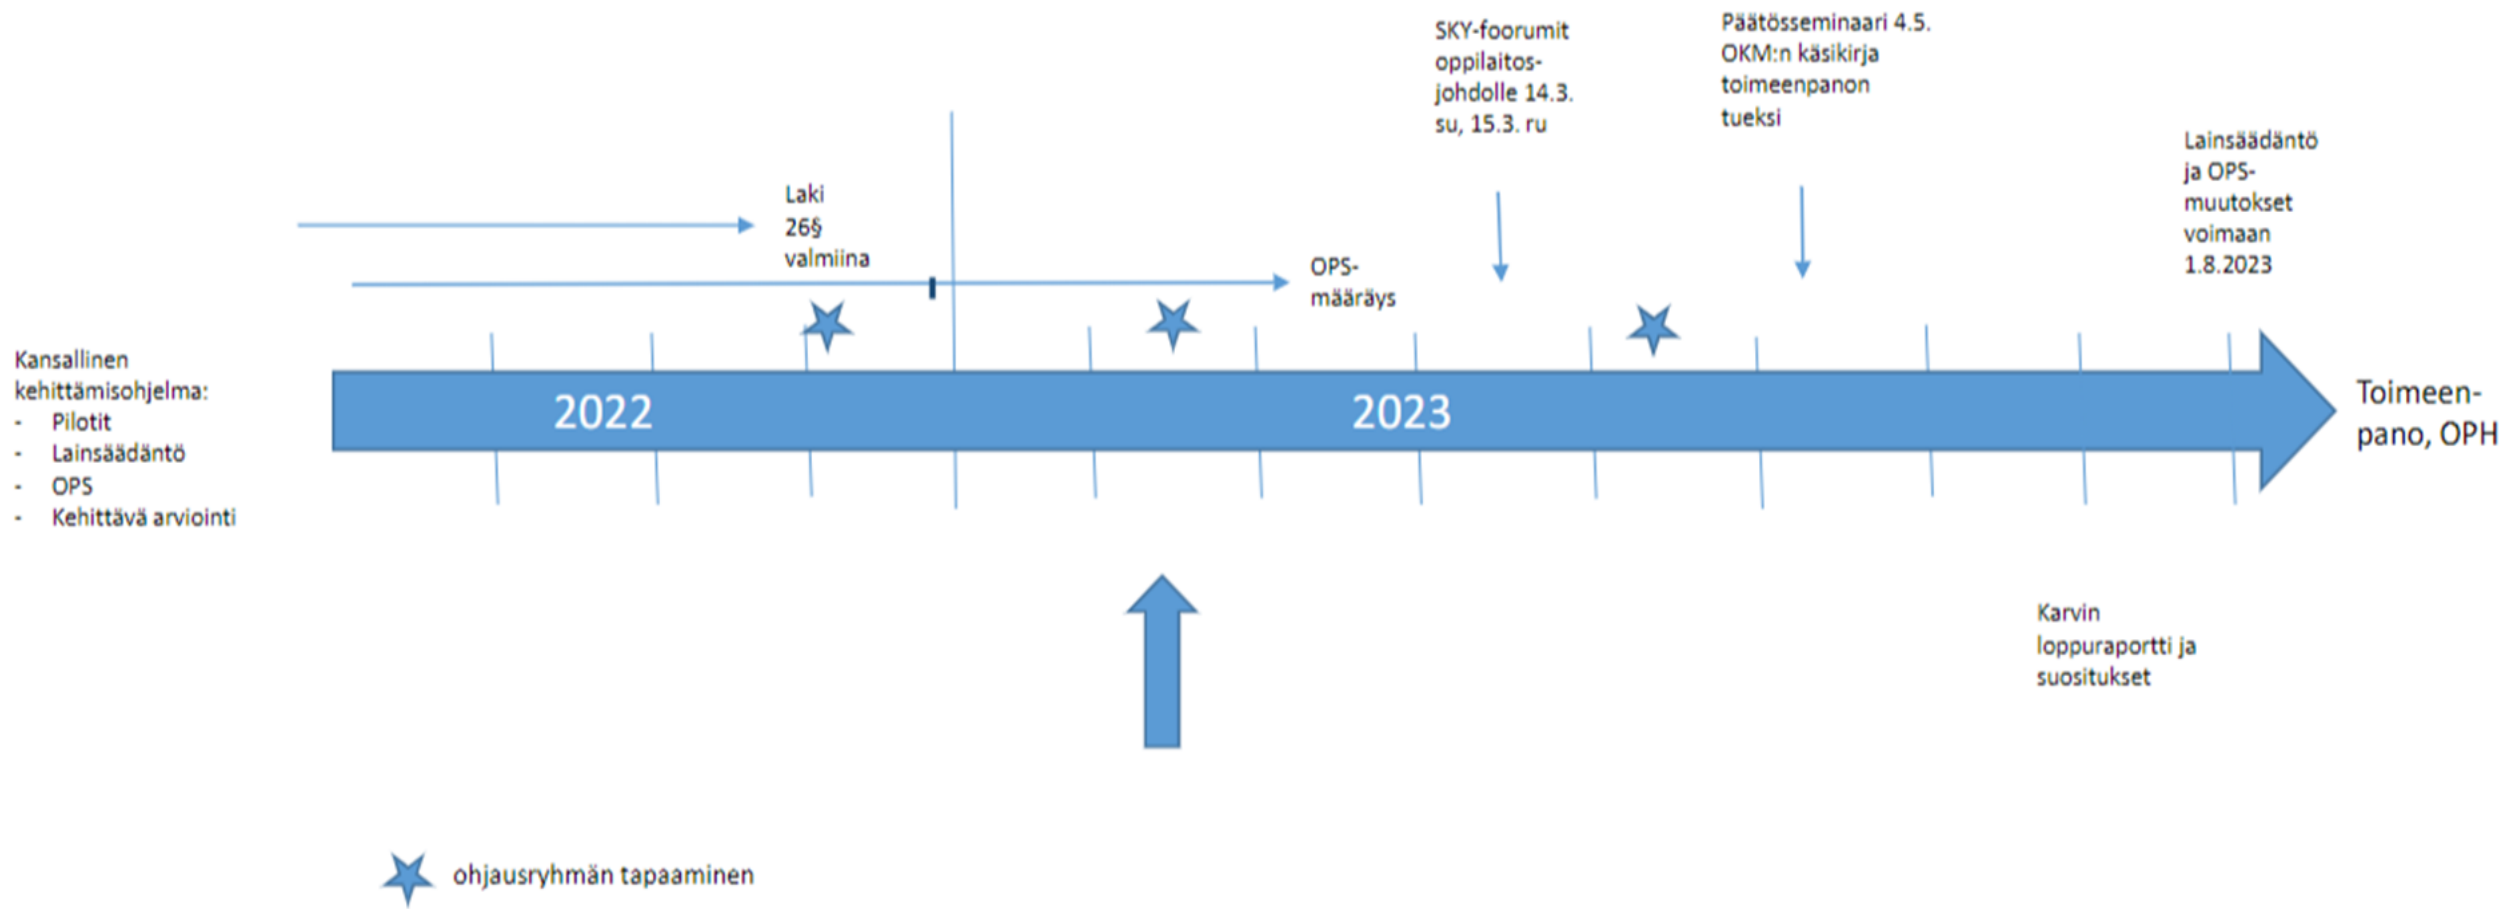 SKY-foorumit
oppilaitos-
johdolle 14.3.
su, 15.3. ru
Päätösseminaari 4.5.
OKM:n käsikirja
toimeenpanon
tueksi
Lainsäädäntö
ja OPS-
muutokset
voimaan
1.8.2023
Laki
26§
valmiina
OPS-
määräys
Kansallinen
kehittämisohjelma:
- Pilotit
- Lainsäädäntö
- OPS
- Kehittävä arviointi
2022
2023
Toimeen-
pano, OPH
Karvin
loppuraportti ja
suositukset
ohjausryhmän tapaaminen